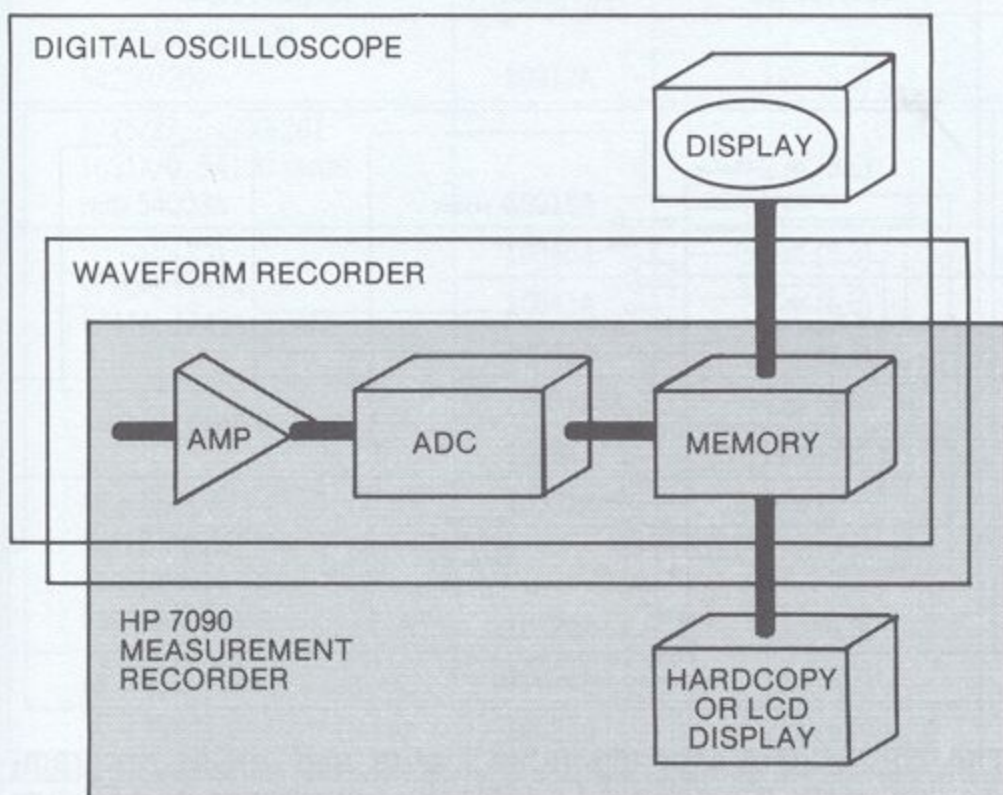 DIGITAL OSCILLOSCOPE
DISPLAY
WAVEFORM RECORDER
AMP
ADC
MEMORY
HP 7090
MEASUREMENT
RECORDER
HARDCOPY
OR LCD
DISPLAY